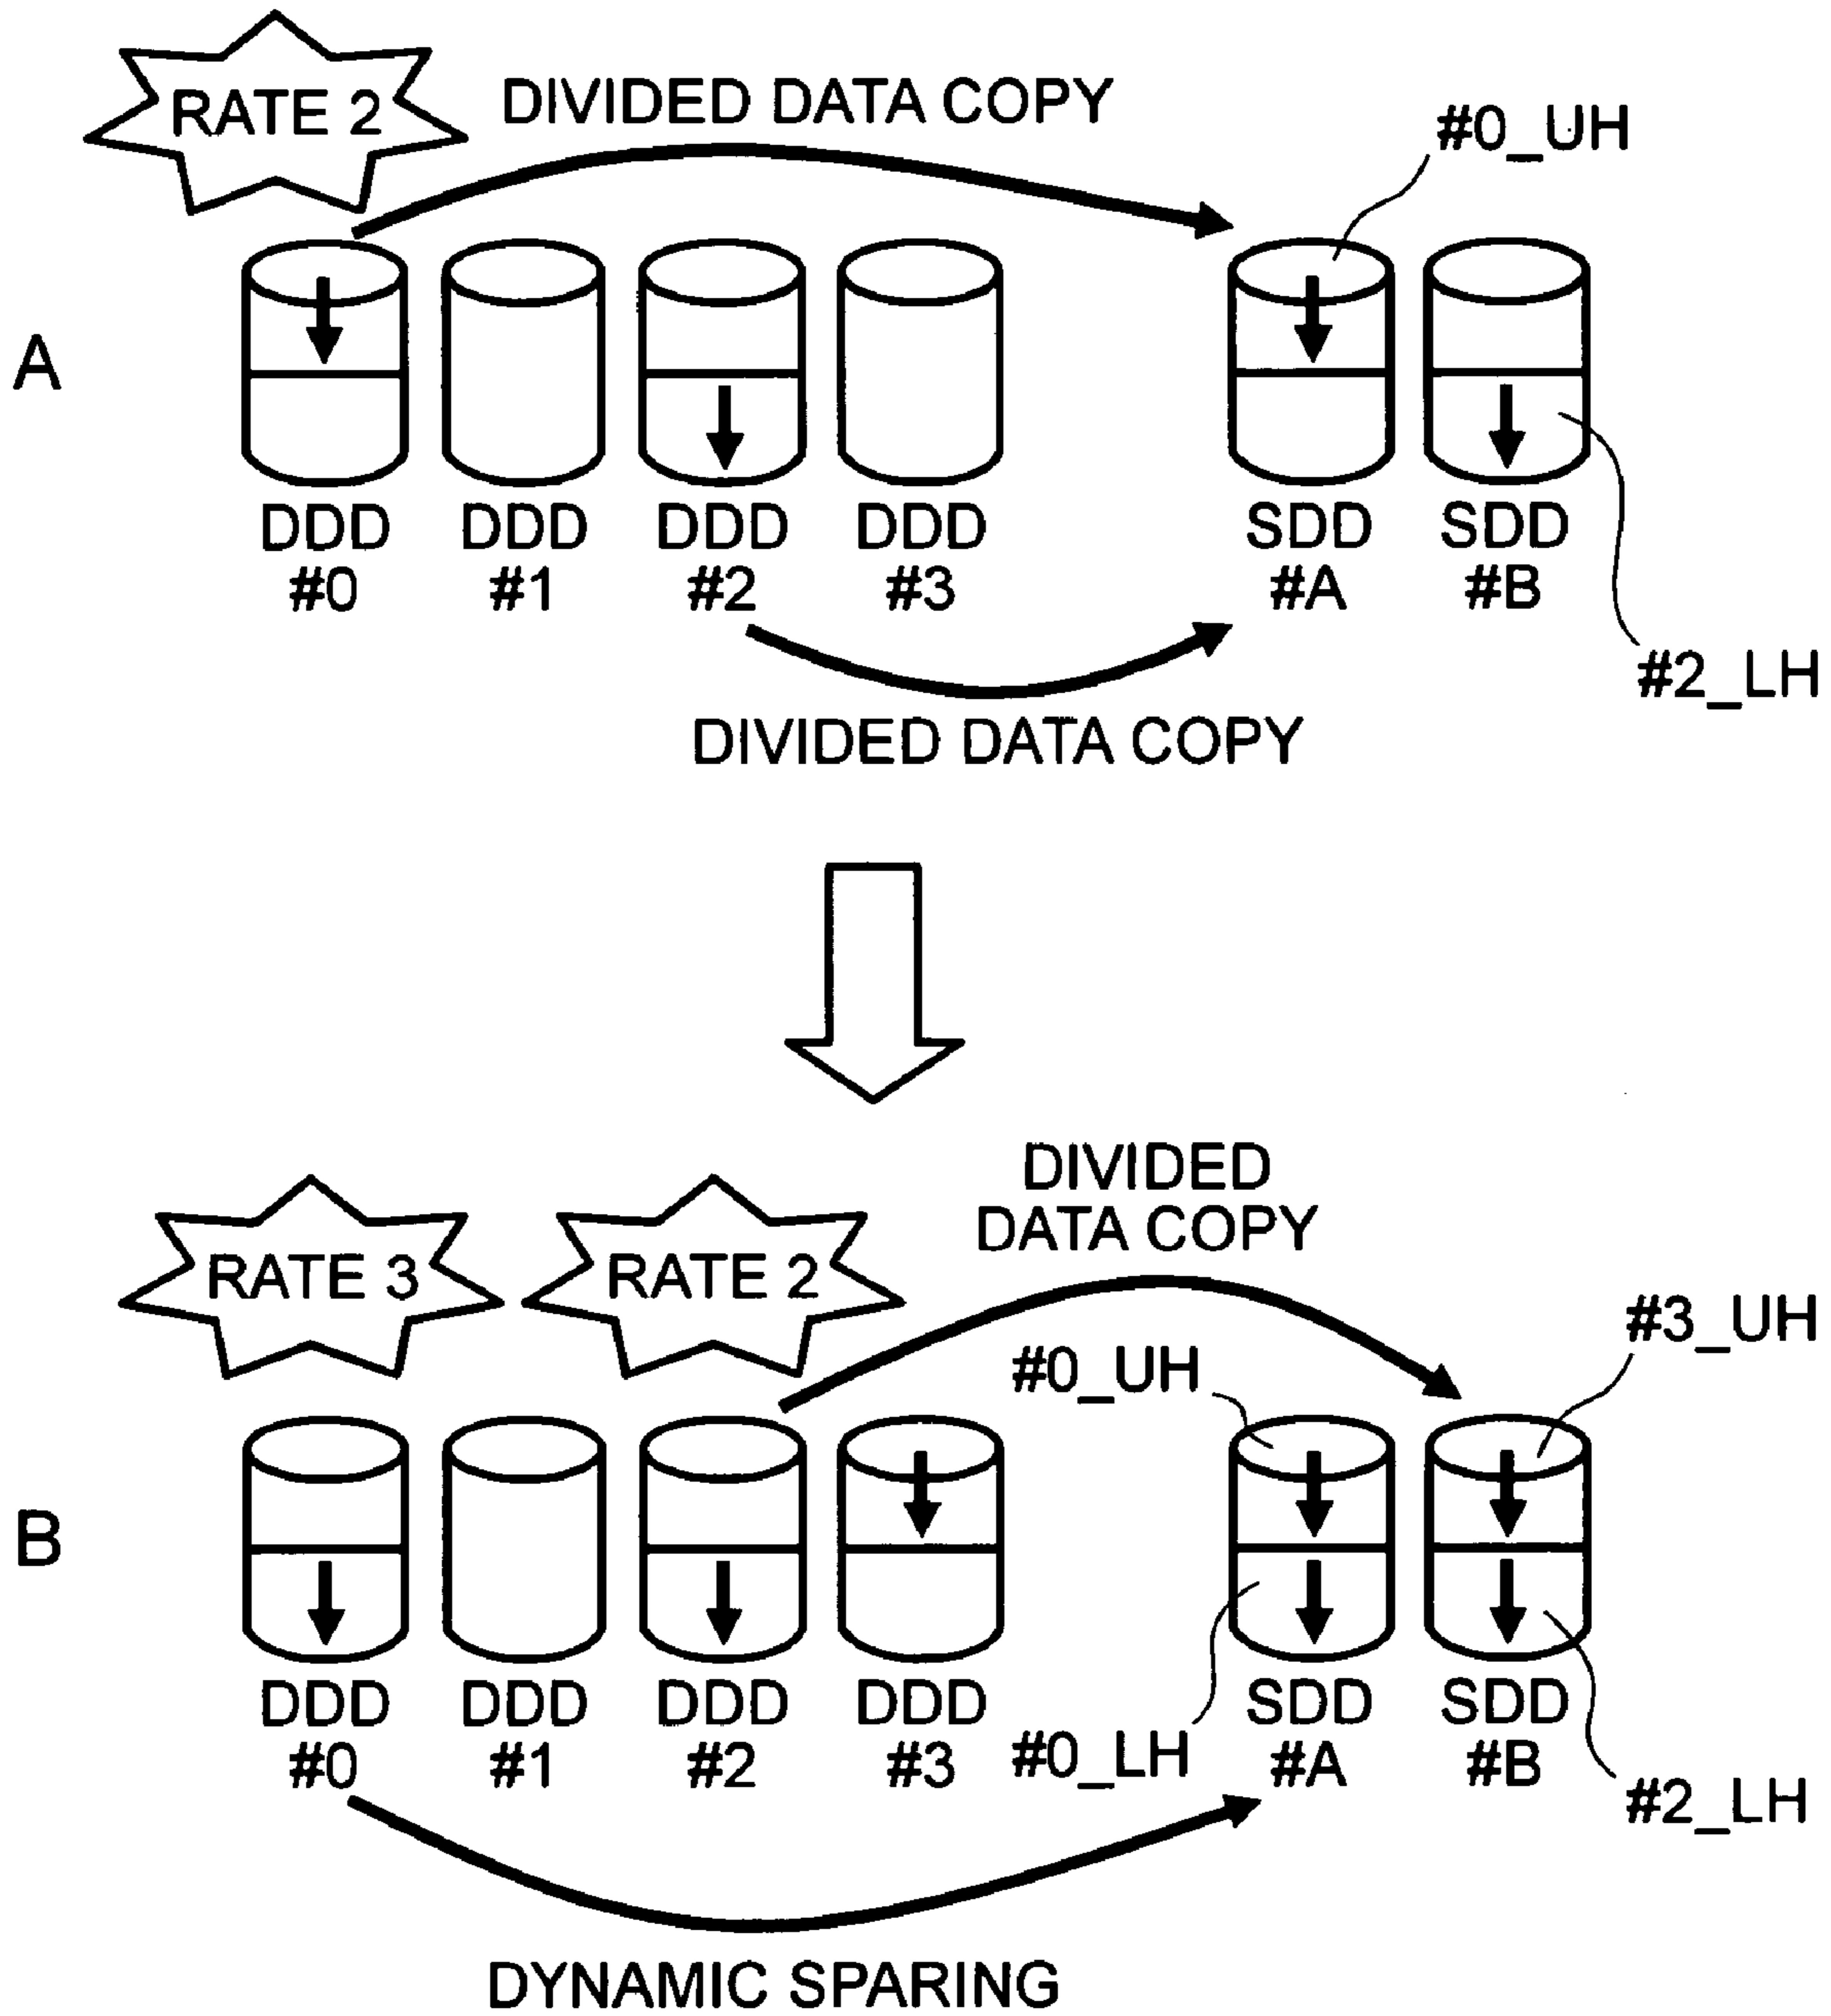 RATE 2
DIVIDED DATA COPY
#0_UH
A
DDD DDD DDD DDD SDD SDD
#0 #1 #2 #3 #A #B
#2_LH
DIVIDED DATA COPY
DIVIDED
DATA COPY
RATE 3
RATE 2
#3_UH
#0_UH
B
DDD DDD DDD DDD SDD SDD
#0 #1 #2 #3 #0_LH #A #B
#2_LH
DYNAMIC SPARING